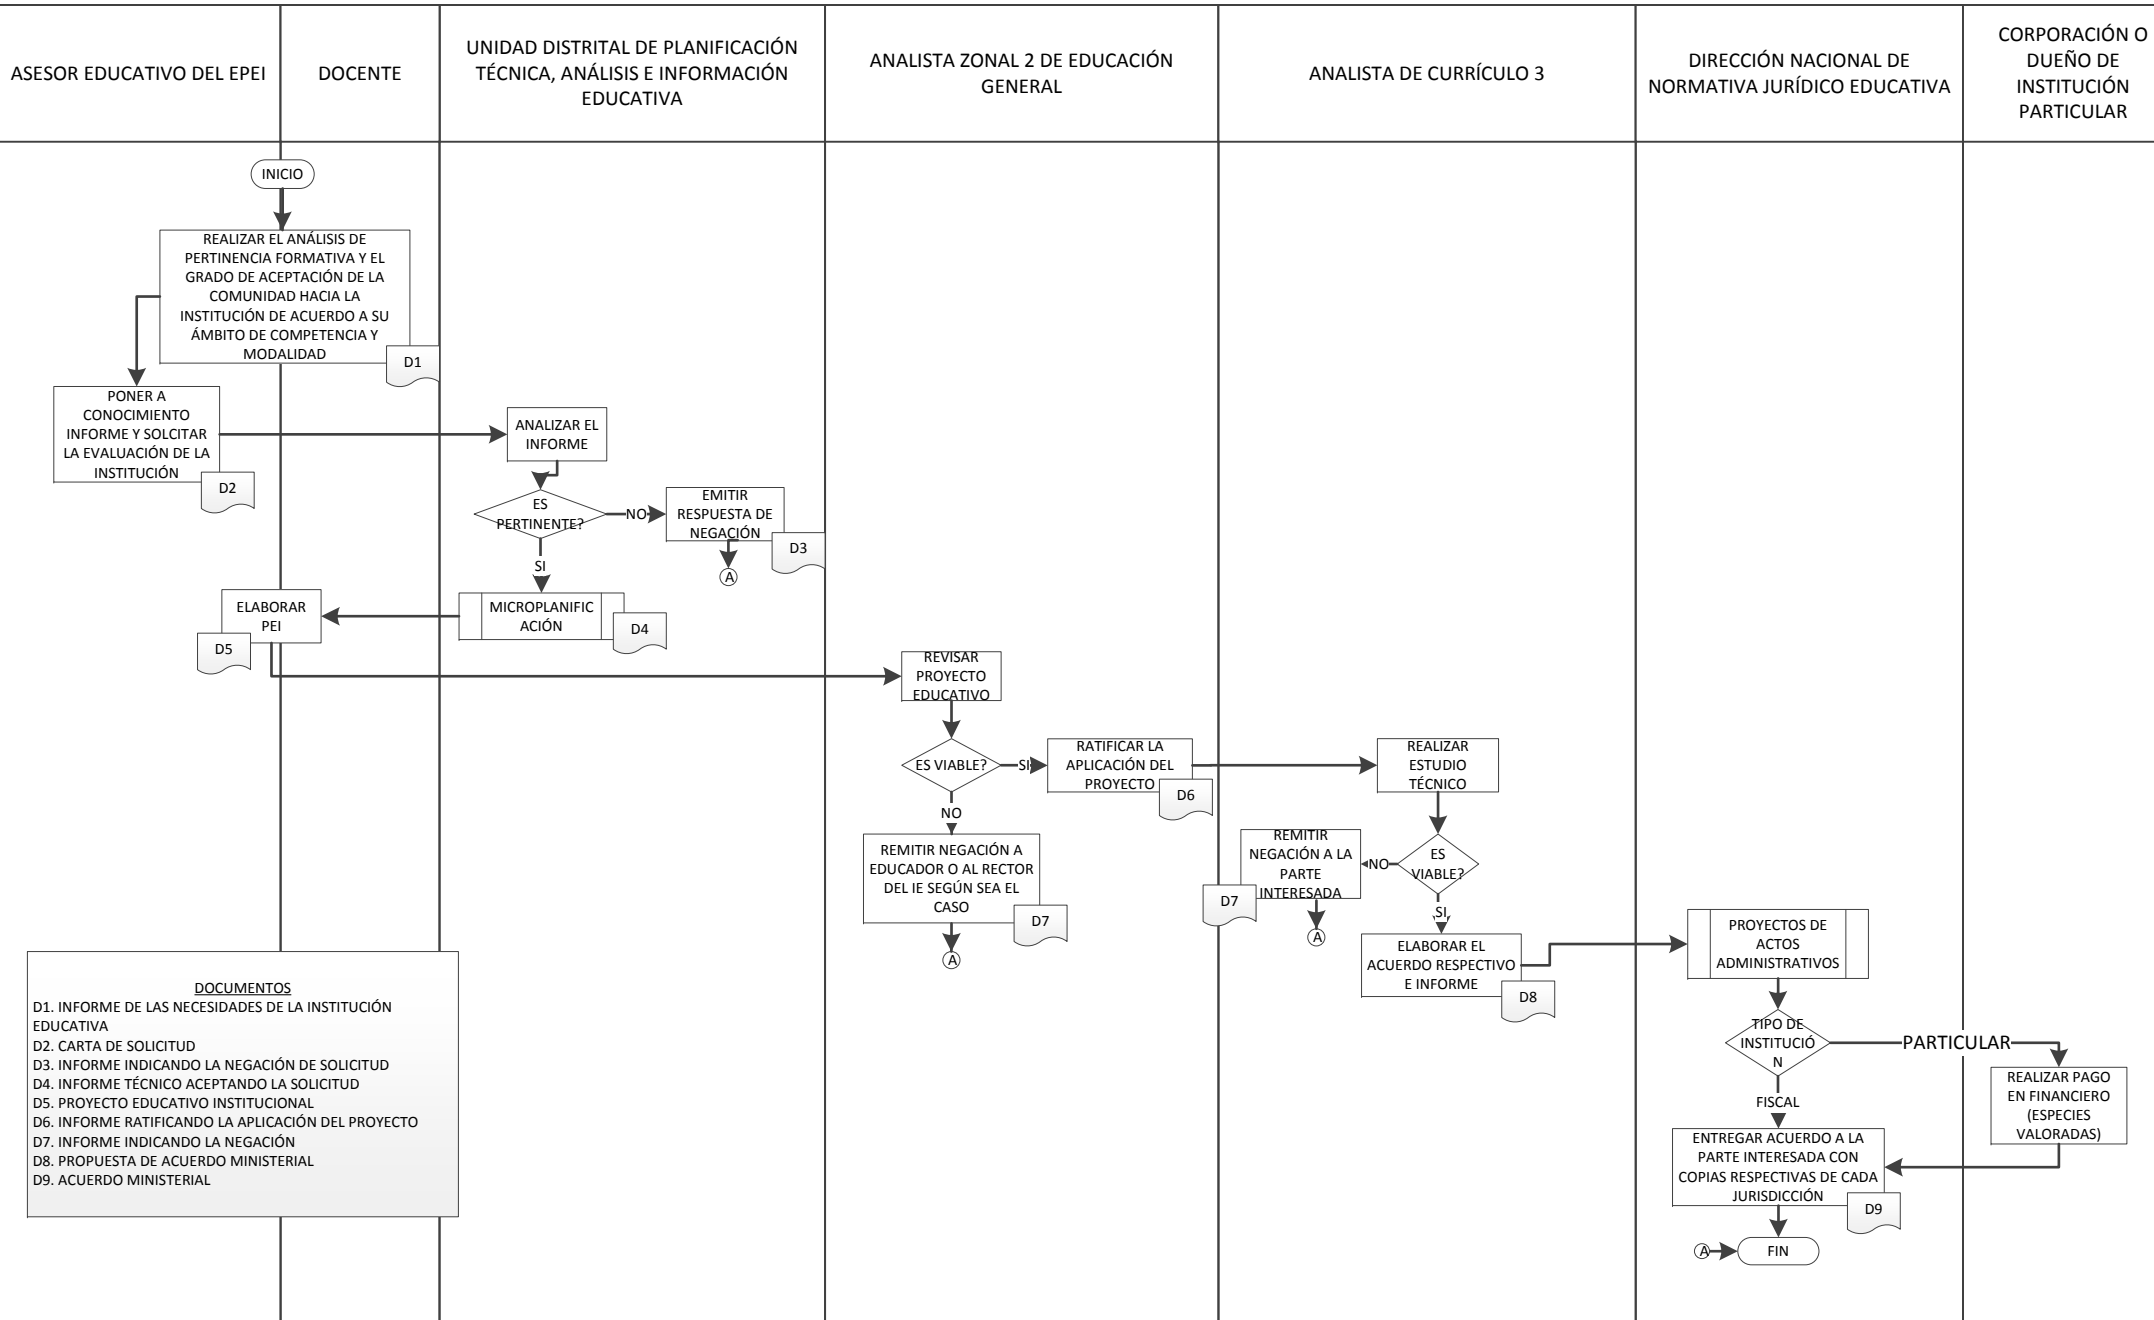 ASESOR EDUCATIVO DEL EPEI
DOCENTE
UNIDAD DISTRITAL DE PLANIFICACIÓN
TÉCNICA, ANÁLISIS E INFORMACIÓN
EDUCATIVA
ANALISTA ZONAL 2 DE EDUCACIÓN
GENERAL
ANALISTA DE CURRÍCULO 3
DIRECCIÓN NACIONAL DE
NORMATIVA JURÍDICO EDUCATIVA
CORPORACIÓN O
DUEÑO DE
INSTITUCIÓN
PARTICULAR
INICIO
REALIZAR EL ANÁLISIS DE
PERTINENCIA FORMATIVA Y EL
GRADO DE ACEPTACIÓN DE LA
COMUNIDAD HACIA LA
INSTITUCIÓN DE ACUERDO A SU
ÁMBITO DE COMPETENCIA Y
MODALIDAD
D1
PONER A
CONOCIMIENTO
INFORME Y SOLCITAR
LA EVALUACIÓN DE LA
INSTITUCIÓN
D2
ANALIZAR EL
INFORME
ES
PERTINENTE?
NO
EMITIR
RESPUESTA DE
NEGACIÓN
D3
A
SI
MICROPLANIFIC
ACIÓN
D4
ELABORAR
PEI
D5
REVISAR
PROYECTO
EDUCATIVO
ES VIABLE?
SI
RATIFICAR LA
APLICACIÓN DEL
PROYECTO
D6
NO
REMITIR NEGACIÓN A
EDUCADOR O AL RECTOR
DEL IE SEGÚN SEA EL
CASO
D7
A
REALIZAR
ESTUDIO
TÉCNICO
ES
VIABLE?
NO
REMITIR
NEGACIÓN A LA
PARTE
INTERESADA
D7
A
SI
ELABORAR EL
ACUERDO RESPECTIVO
E INFORME
D8
PROYECTOS DE
ACTOS
ADMINISTRATIVOS
TIPO DE
INSTITUCIÓ
N
PARTICULAR
REALIZAR PAGO
EN FINANCIERO
(ESPECIES
VALORADAS)
FISCAL
ENTREGAR ACUERDO A LA
PARTE INTERESADA CON
COPIAS RESPECTIVAS DE CADA
JURISDICCIÓN
D9
A
FIN
DOCUMENTOS
D1. INFORME DE LAS NECESIDADES DE LA INSTITUCIÓN
EDUCATIVA
D2. CARTA DE SOLICITUD
D3. INFORME INDICANDO LA NEGACIÓN DE SOLICITUD
D4. INFORME TÉCNICO ACEPTANDO LA SOLICITUD
D5. PROYECTO EDUCATIVO INSTITUCIONAL
D6. INFORME RATIFICANDO LA APLICACIÓN DEL PROYECTO
D7. INFORME INDICANDO LA NEGACIÓN
D8. PROPUESTA DE ACUERDO MINISTERIAL
D9. ACUERDO MINISTERIAL